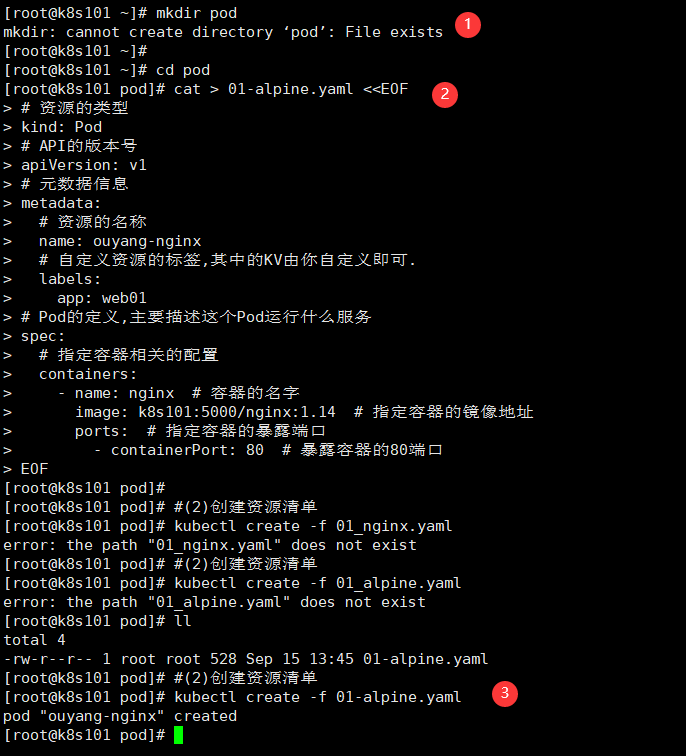 [root@k8s101 ~]# mkdir pod
mkdir: cannot create directory ‘pod’: File exists 1
[root@k8s101 ~]#
[root@k8s101 ~]# cd pod
[root@k8s101 pod]# cat > 01-alpine.yaml <<EOF 2
> # 资源的类型
> kind: Pod
> # API的版本号
> apiVersion: v1
> # 元数据信息
> metadata:
>   # 资源的名称
>   name: ouyang-nginx
>   # 自定义资源的标签,其中的KV由你自定义即可.
>   labels:
>     app: web01
> # Pod的定义,主要描述这个Pod运行什么服务
> spec:
>   # 指定容器相关的配置
>   containers:
>     - name: nginx  # 容器的名字
>       image: k8s101:5000/nginx:1.14  # 指定容器的镜像地址
>       ports:  # 指定容器的暴露端口
>         - containerPort: 80  # 暴露容器的80端口
> EOF
[root@k8s101 pod]#
[root@k8s101 pod]# #(2)创建资源清单
[root@k8s101 pod]# kubectl create -f 01_nginx.yaml
error: the path "01_nginx.yaml" does not exist
[root@k8s101 pod]# #(2)创建资源清单
[root@k8s101 pod]# kubectl create -f 01_alpine.yaml
error: the path "01_alpine.yaml" does not exist
[root@k8s101 pod]# ll
total 4
-rw-r--r-- 1 root root 528 Sep 15 13:45 01-alpine.yaml
[root@k8s101 pod]# #(2)创建资源清单
[root@k8s101 pod]# kubectl create -f 01-alpine.yaml 3
pod "ouyang-nginx" created
[root@k8s101 pod]#